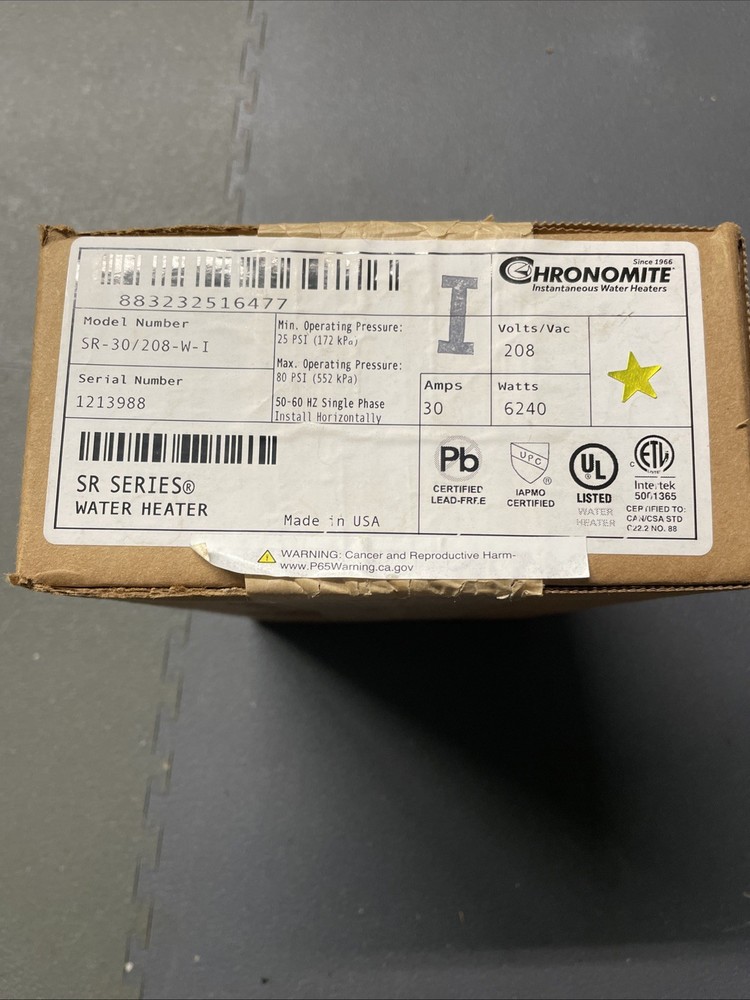 883232516477
I
CHRONOMITE®
Since 1966
Instantaneous Water Heaters
Model Number
SR-30/208-W-I
Serial Number
1213988
Min. Operating Pressure:
25 PSI (172 kPa)
Max. Operating Pressure:
80 PSI (552 kPa)
50-60 HZ Single Phase
Install Horizontally
Volts/Vac
208
Amps
30
Watts
6240
SR SERIES®
WATER HEATER
Made in USA
Pb
CERTIFIED
LEAD-FREE
UPC
®
IAPMO
CERTIFIED
UL
LISTED
WATER
HEATER
C ETL
Intertek
5001365
CERTIFIED TO:
CAN/CSA STD
C22.2 NO. 88
WARNING: Cancer and Reproductive Harm-
www.P65Warning.ca.gov